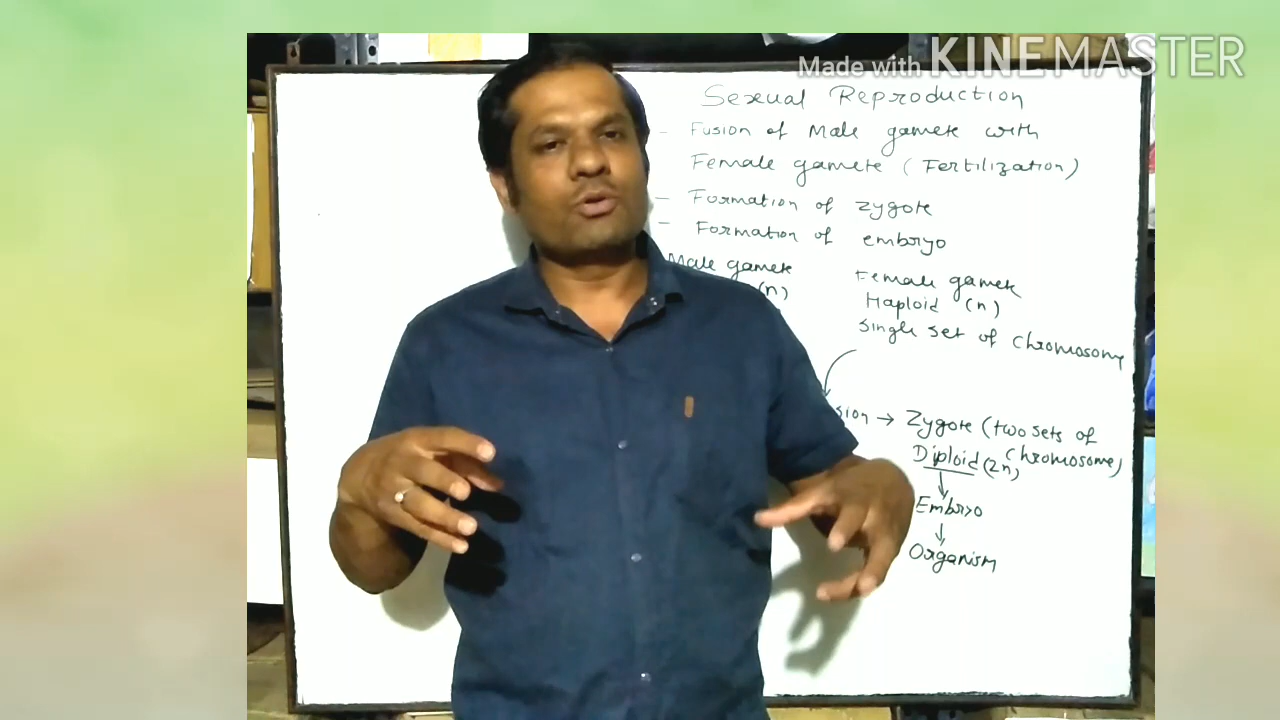 Made with KINEMASTER
Sexual Reproduction
- Fusion of Male gamete with
Female gamete (Fertilization)
- Formation of zygote
- Formation of embryo
Male gamete
(n)
Female gamete
Haploid (n)
Single set of chromosome
sion → Zygote (two sets of
chromosome)
Diploid (2n)
↓
Embryo
↓
Organism